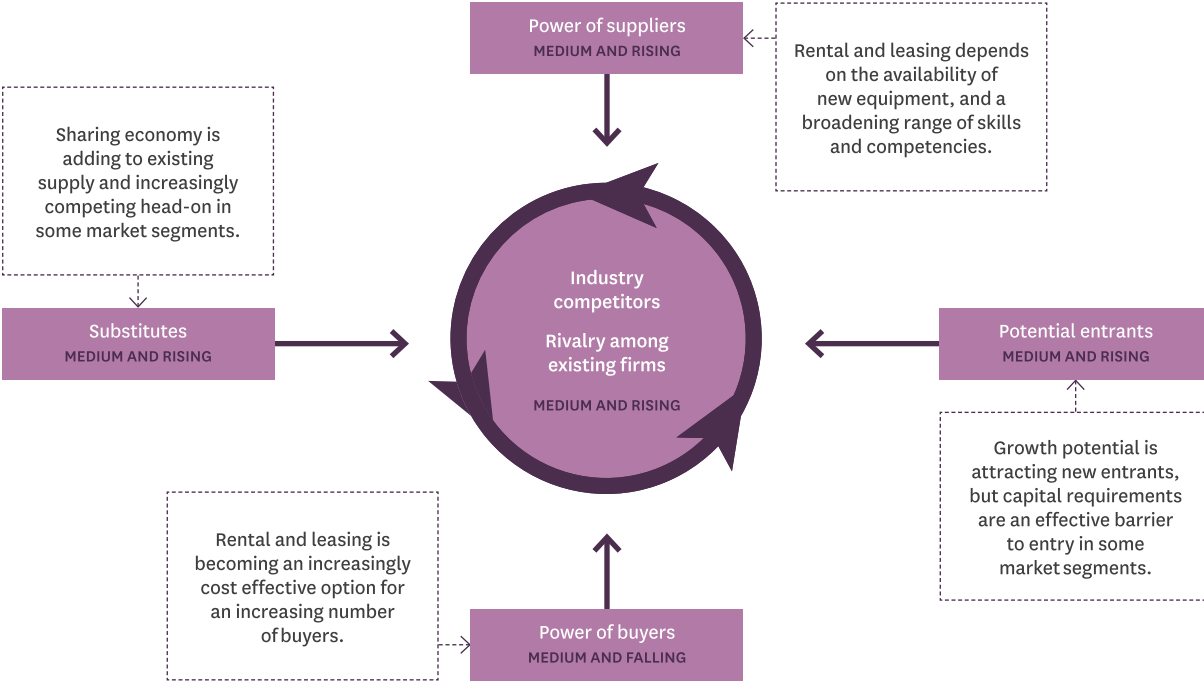 Power of suppliers
MEDIUM AND RISING
Rental and leasing depends
on the availability of
new equipment, and a
broadening range of skills
and competencies.
Sharing economy is
adding to existing
supply and increasingly
competing head-on in
some market segments.
Substitutes
MEDIUM AND RISING
Industry
competitors
Rivalry among
existing firms
MEDIUM AND RISING
Potential entrants
MEDIUM AND RISING
Growth potential is
attracting new entrants,
but capital requirements
are an effective barrier
to entry in some
market segments.
Rental and leasing is
becoming an increasingly
cost effective option for
an increasing number
of buyers.
Power of buyers
MEDIUM AND FALLING